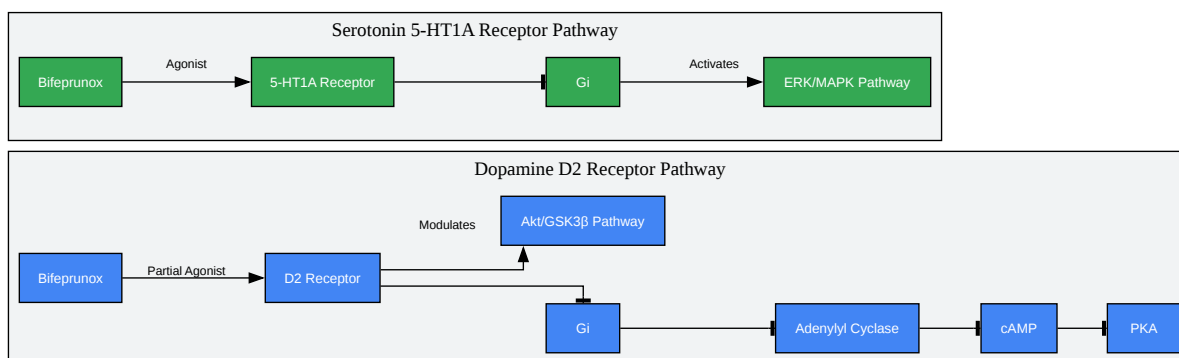 Serotonin 5-HT1A Receptor Pathway
Bifeprunox
Agonist
5-HT1A Receptor
Gi
Activates
ERK/MAPK Pathway
Dopamine D2 Receptor Pathway
Modulates
Akt/GSK3β Pathway
Bifeprunox
Partial Agonist
D2 Receptor
Gi
Adenylyl Cyclase
cAMP
PKA